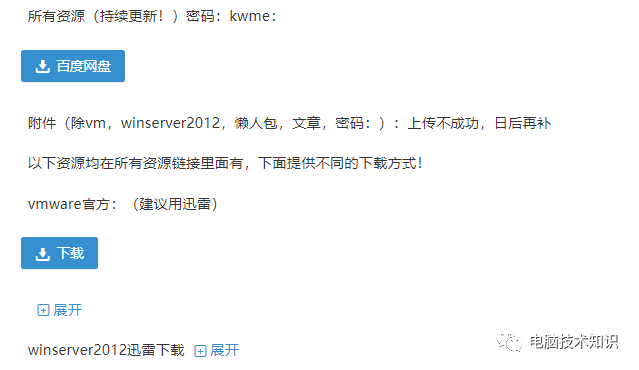 所有资源（持续更新！）密码：kwme：
百度网盘
附件（除vm，winserver2012，懒人包，文章，密码：）：上传不成功，日后再补
以下资源均在所有资源链接里面有，下面提供不同的下载方式！
vmware官方：（建议用迅雷）
下载
展开
winserver2012迅雷下载 展开
电脑技术知识